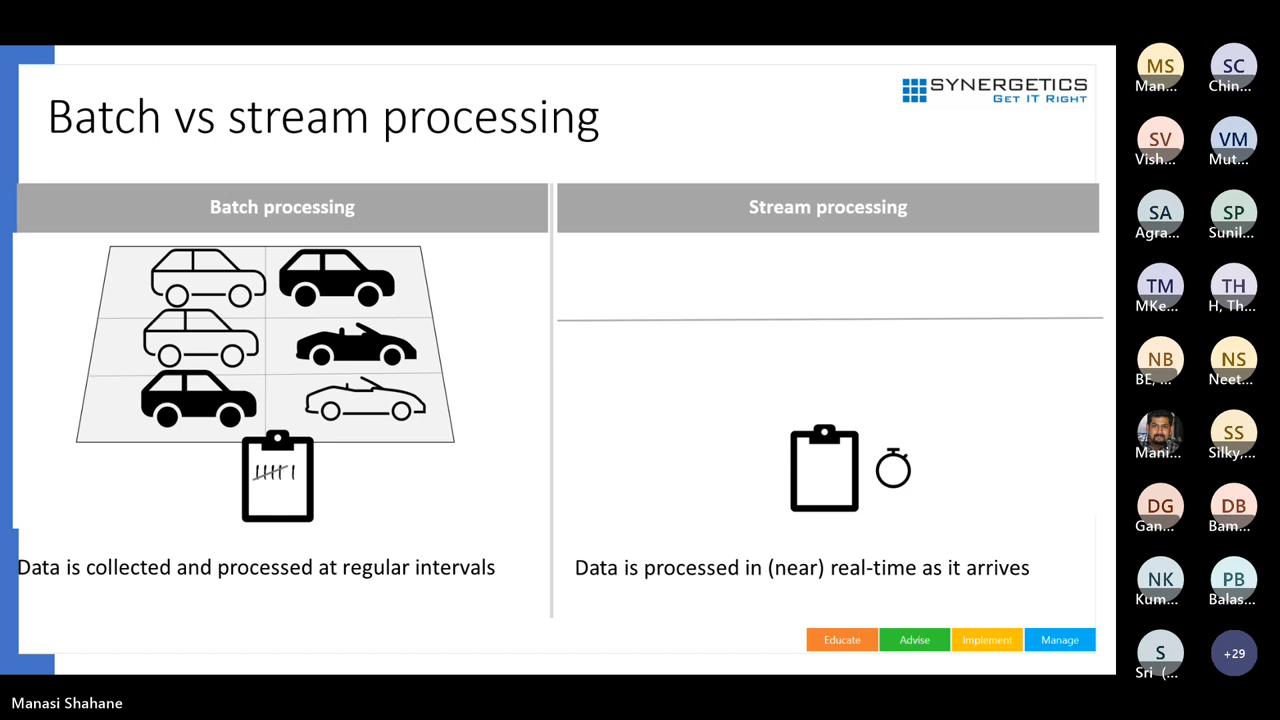 Batch vs stream processing
SYNERGETICS
GET IT RIGHT
Batch processing
Stream processing
Data is collected and processed at regular intervals
Data is processed in (near) real-time as it arrives
Educate
Advise
Implement
Manage
MS
Man...
SC
Chin...
SV
Vish...
VM
Mut...
SA
Agra...
SP
Sunil...
TM
MKe...
TH
H, Th...
NB
BE, ...
NS
Neet...
Mani...
SS
Silky,...
DG
Gan...
DB
Bam...
NK
Kum...
PB
Balas...
S
Sri (...
+29
Manasi Shahane